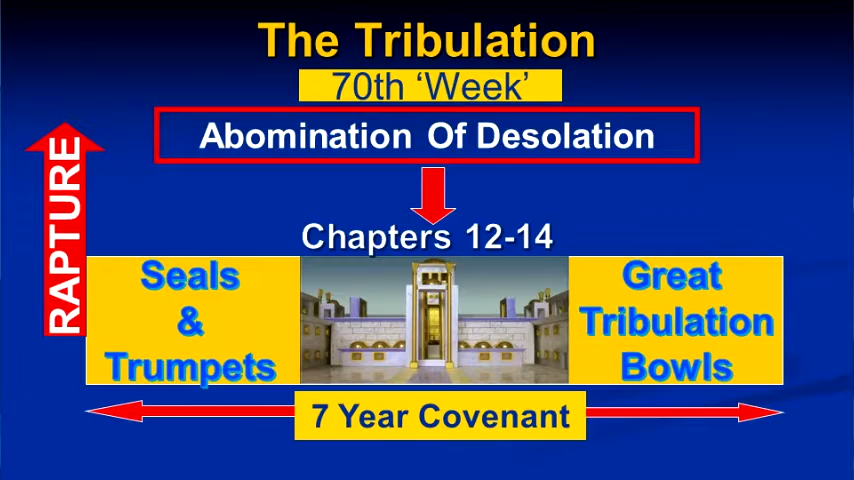 The Tribulation
70th ‘Week’
Abomination Of Desolation
RAPTURE
Chapters 12-14
Seals
&
Trumpets
Great
Tribulation
Bowls
7 Year Covenant